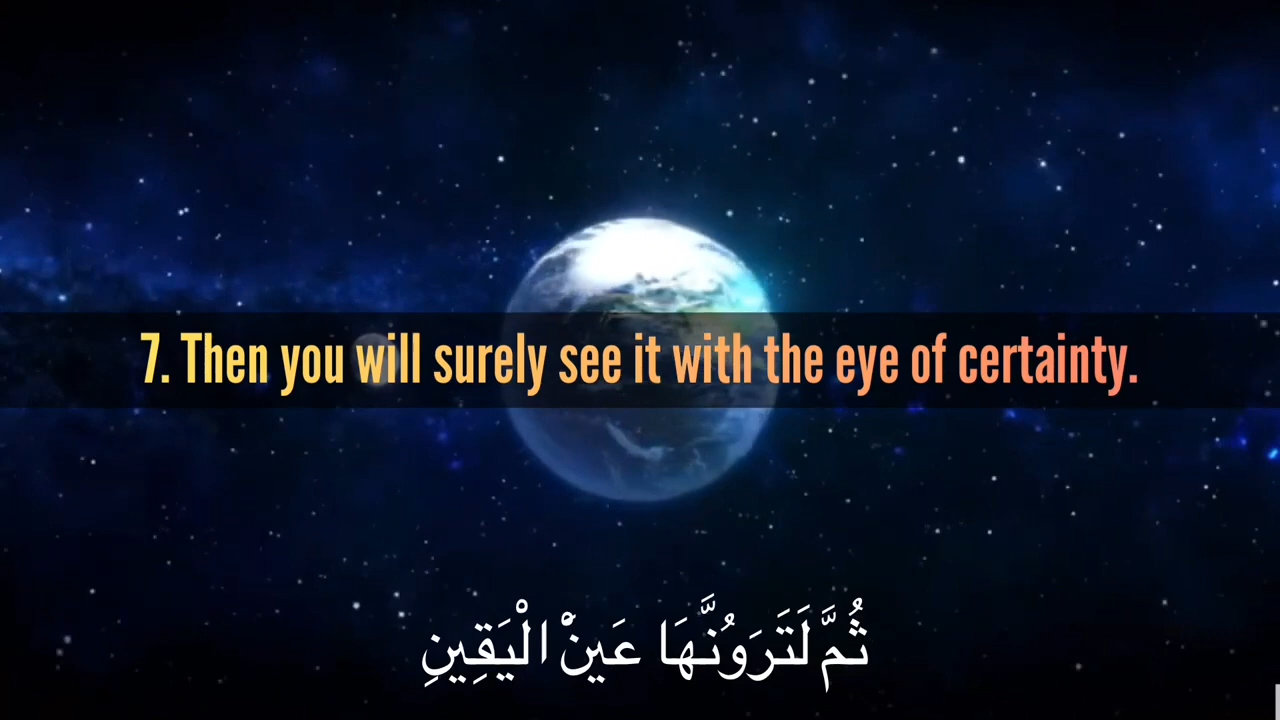 7. Then you will surely see it with the eye of certainty.
ثُمَّ لَتَرَوُنَّهَا عَيْنَ الْيَقِينِ